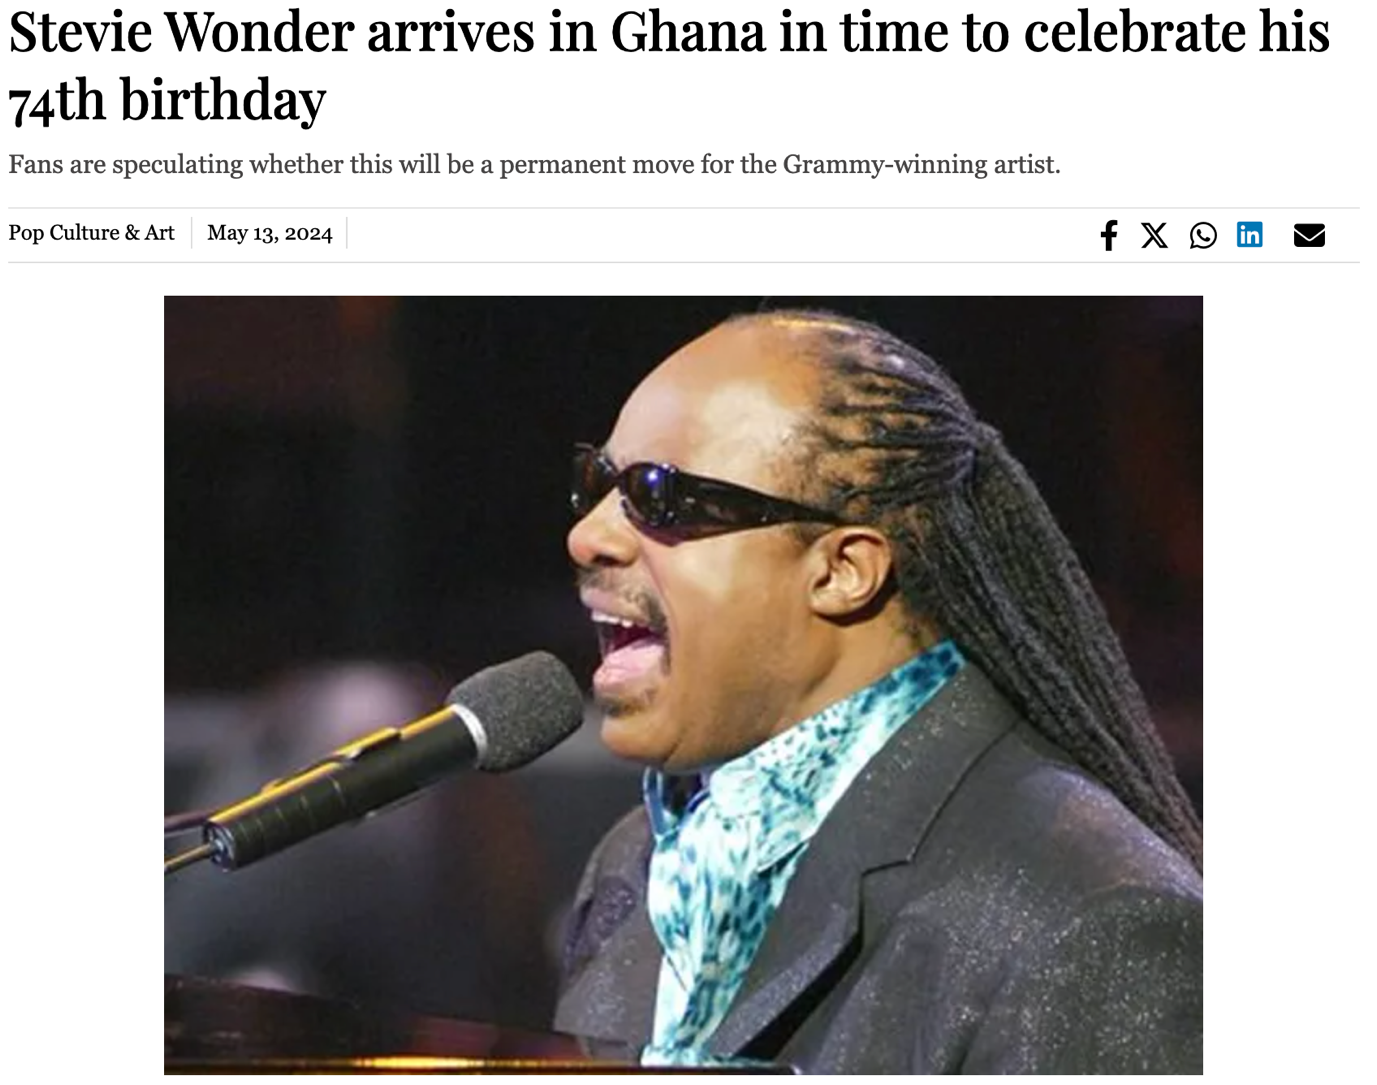 Stevie Wonder arrives in Ghana in time to celebrate his
74th birthday
Fans are speculating whether this will be a permanent move for the Grammy-winning artist.
Pop Culture & Art
May 13, 2024